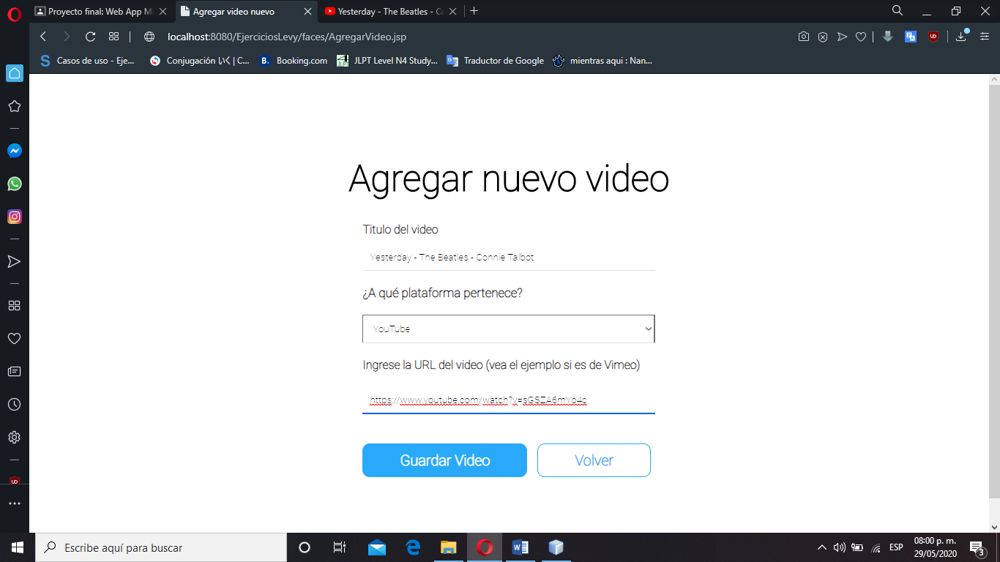 Proyecto final: Web App M
Agregar video nuevo
Yesterday - The Beatles - C
localhost:8080/EjerciciosLevy/faces/AgregarVideo.jsp
Casos de uso - Eje...
Conjugación いく | C...
Booking.com
JLPT Level N4 Study...
Traductor de Google
mientras aqui : Nan...
Agregar nuevo video
Titulo del video
Yesterday - The Beatles - Connie Talbot
¿A qué plataforma pertenece?
YouTube
Ingrese la URL del video (vea el ejemplo si es de Vimeo)
https://www.youtube.com/watch?v=sGSZA6mYo4c
Guardar Video
Volver
Escribe aquí para buscar
ESP
08:00 p. m.
29/05/2020
3